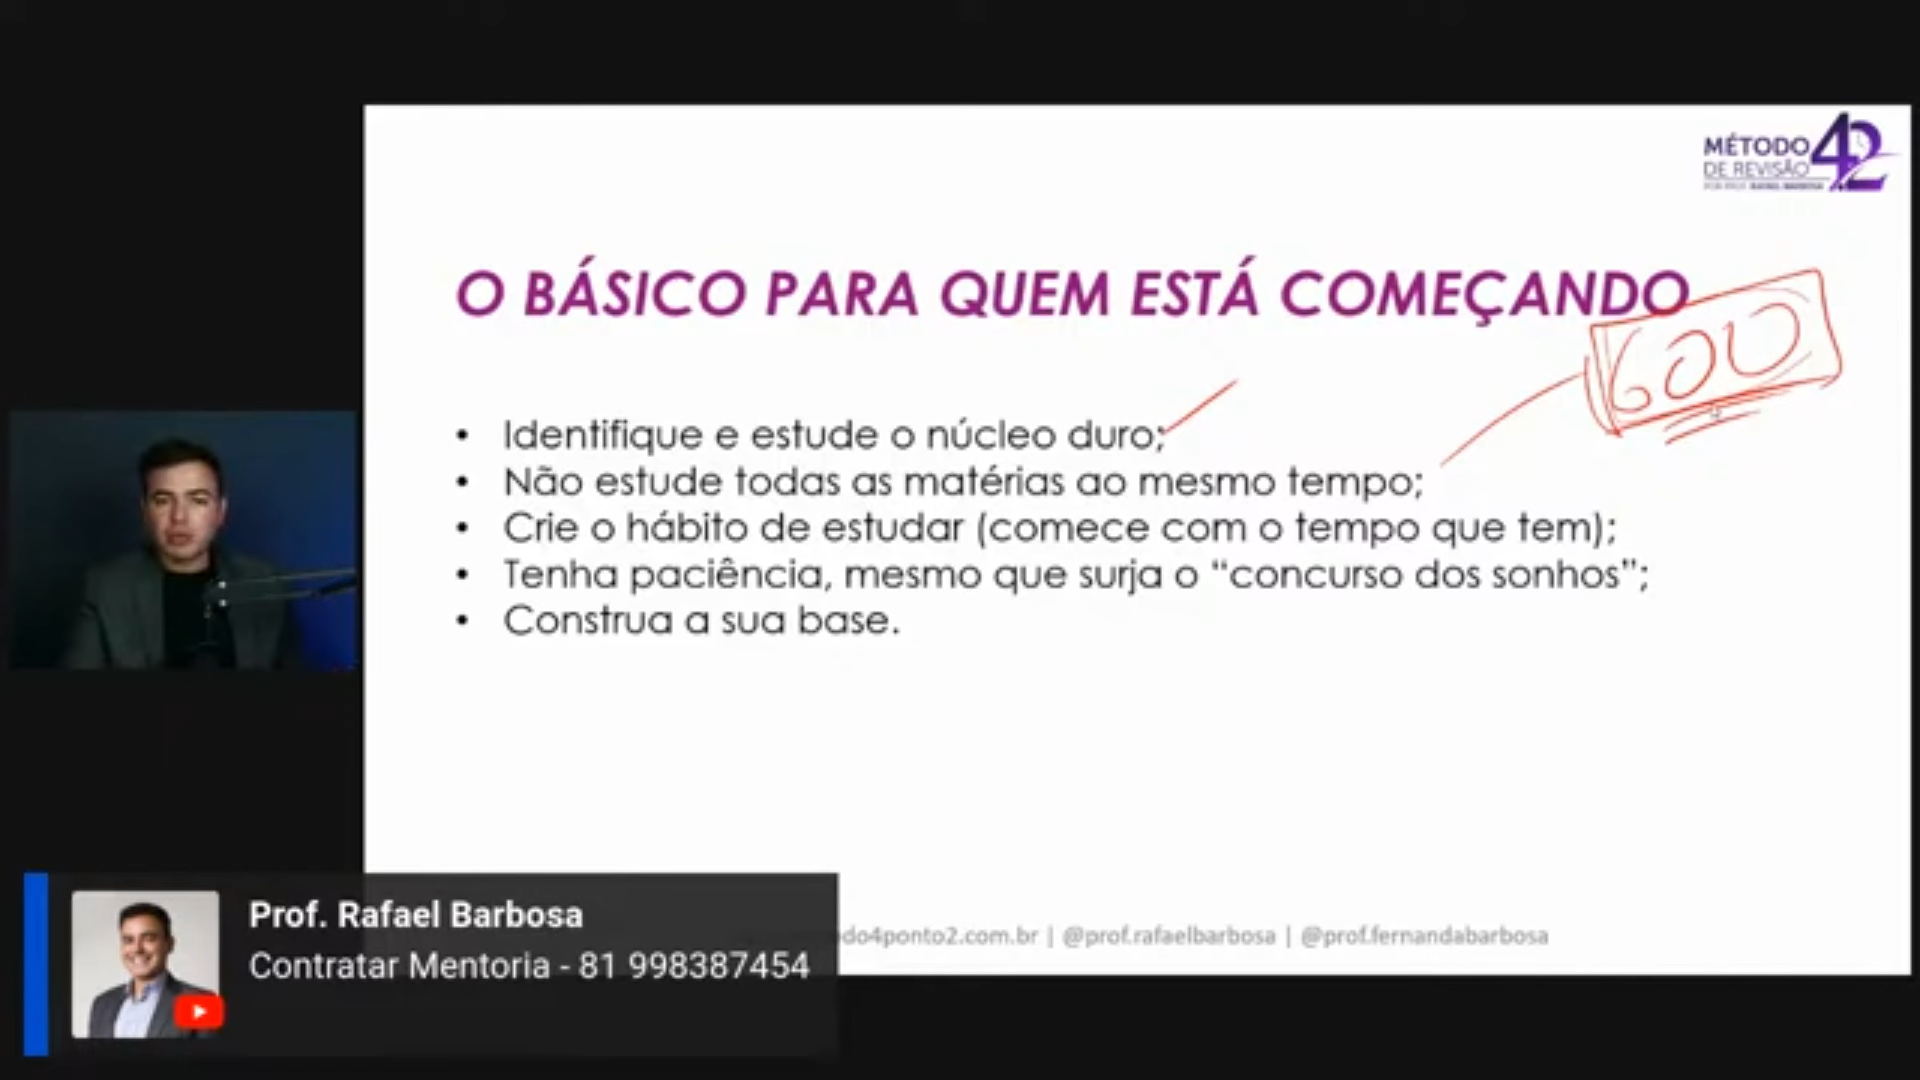 MÉTODO 4.2
DE REVISÃO
O BÁSICO PARA QUEM ESTÁ COMEÇANDO
600
• Identifique e estude o núcleo duro;
• Não estude todas as matérias ao mesmo tempo;
• Crie o hábito de estudar (comece com o tempo que tem);
• Tenha paciência, mesmo que surja o “concurso dos sonhos”;
• Construa a sua base.
Prof. Rafael Barbosa
Contratar Mentoria - 81 998387454
do4ponto2.com.br | @prof.rafaelbarbosa | @prof.fernandabarbosa